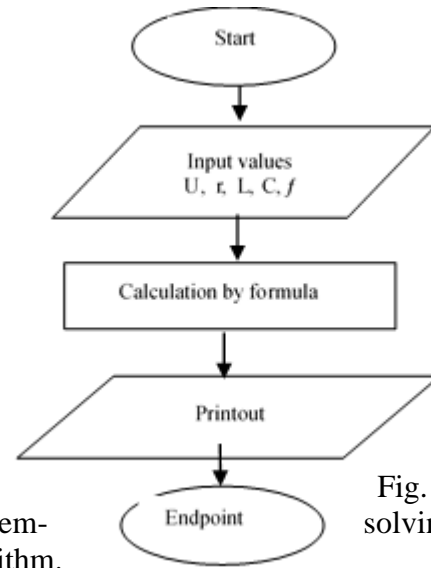 Start
Input values
U, r, L, C, f
Calculation by formula
Printout
Endpoint
Fig.
em-
solvin
ithm.